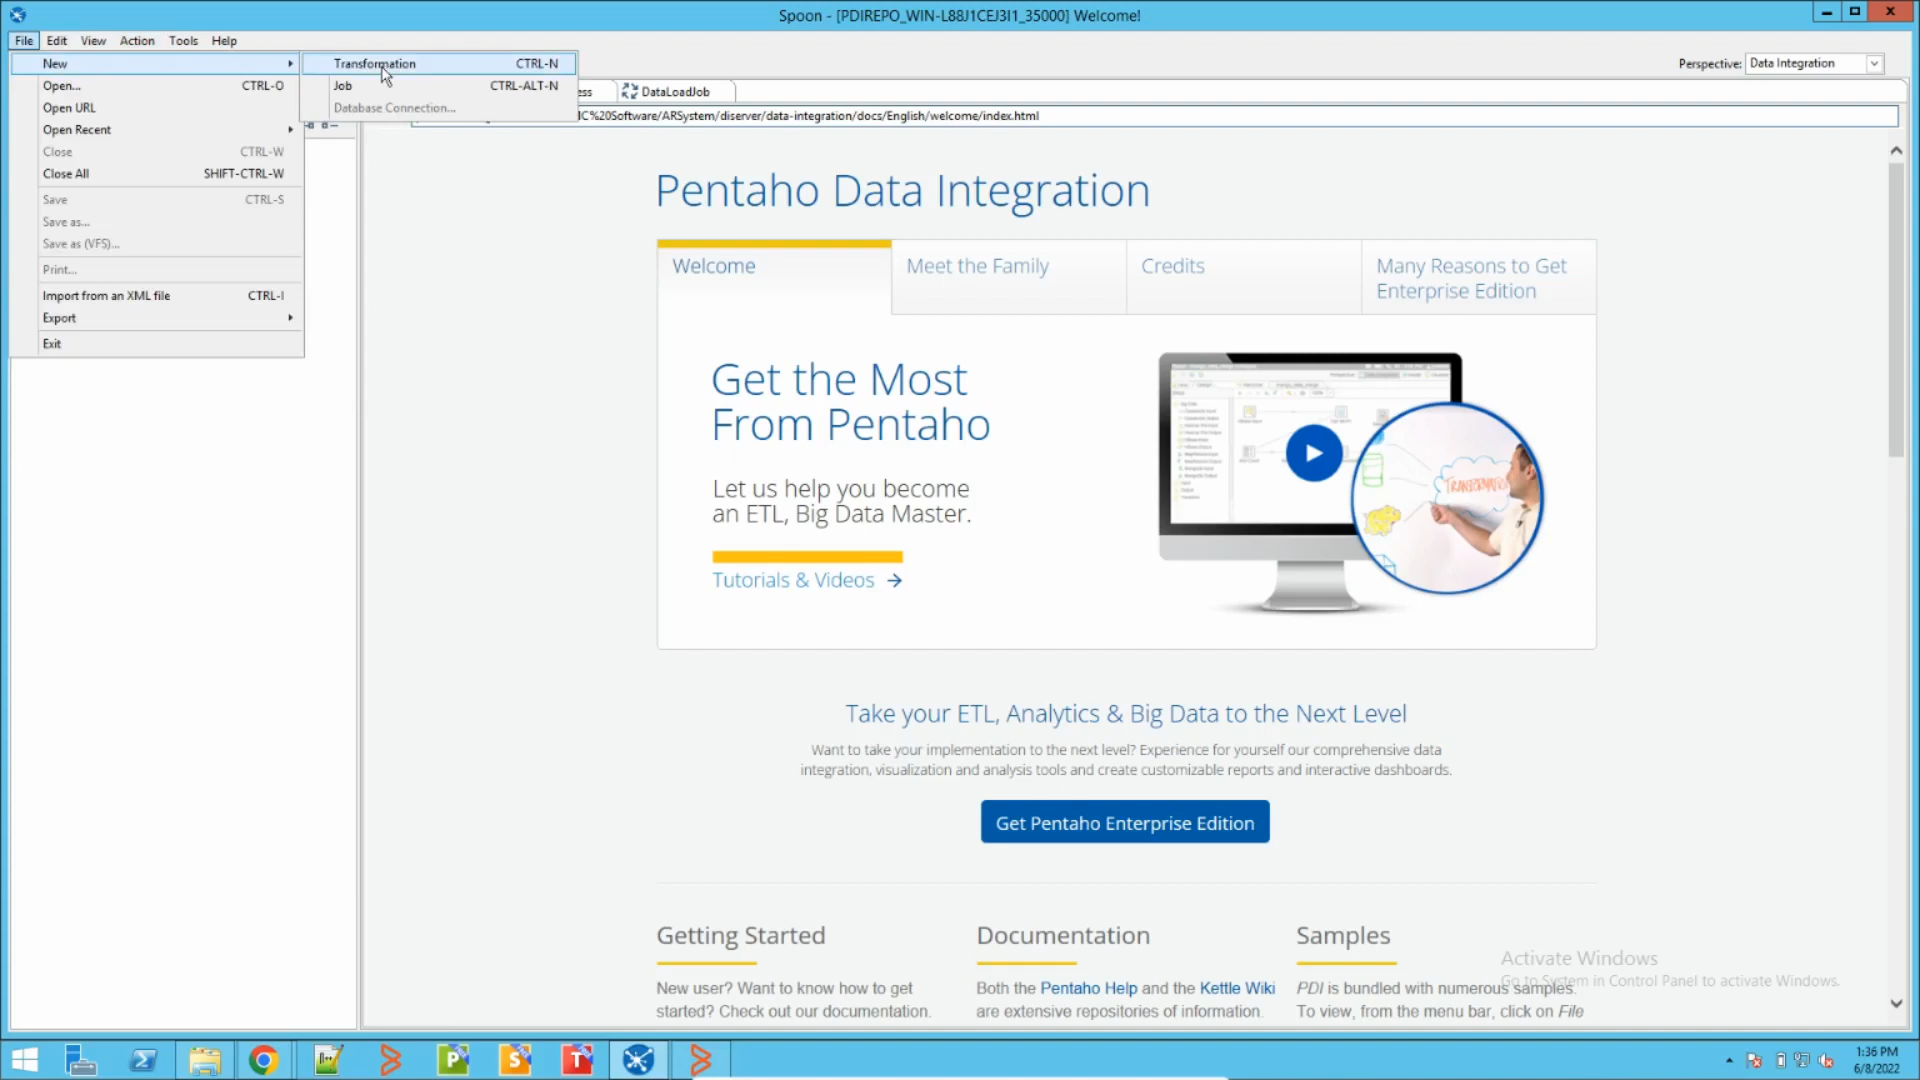 Spoon - [PDIREPO_WIN-L88J1CEJ3I1_35000] Welcome!
File Edit View Action Tools Help
New
Open... CTRL-O
Open URL
Open Recent
Close CTRL-W
Close All SHIFT-CTRL-W
Save CTRL-S
Save as...
Save as (VFS)...
Print...
Import from an XML file CTRL-I
Export
Exit
Transformation CTRL-N
Job CTRL-ALT-N
Database Connection...
Perspective: Data Integration
ess DataLoadJob
IC%20Software/ARSystem/diserver/data-integration/docs/English/welcome/index.html
Pentaho Data Integration
Welcome
Meet the Family
Credits
Many Reasons to Get
Enterprise Edition
Get the Most
From Pentaho
Let us help you become
an ETL, Big Data Master.
Tutorials & Videos
TRANSFORMATION
Take your ETL, Analytics & Big Data to the Next Level
Want to take your implementation to the next level? Experience for yourself our comprehensive data
integration, visualization and analysis tools and create customizable reports and interactive dashboards.
Get Pentaho Enterprise Edition
Getting Started
New user? Want to know how to get
started? Check out our documentation.
Documentation
Both the Pentaho Help and the Kettle Wiki
are extensive repositories of information.
Samples
PDI is bundled with numerous samples.
To view, from the menu bar, click on File
Activate Windows
Go to System in Control Panel to activate Windows.
P
S
T
1:36 PM
6/8/2022